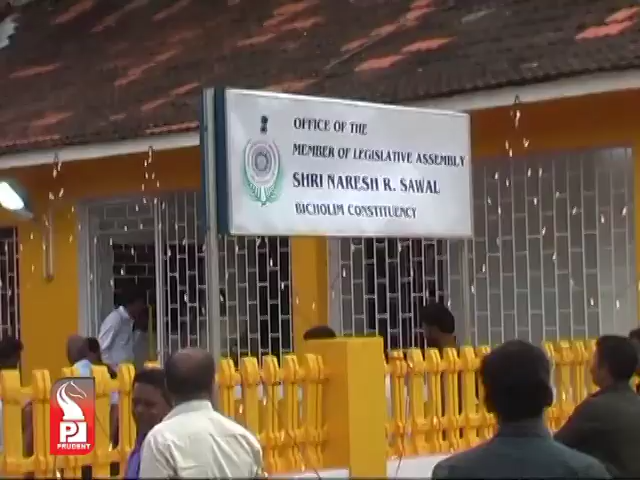 OFFICE OF THE
MEMBER OF LEGISLATIVE ASSEMBLY
SHRI NARESH R. SAWAL
BICHOLIM CONSTITUENCY
PRUDENT